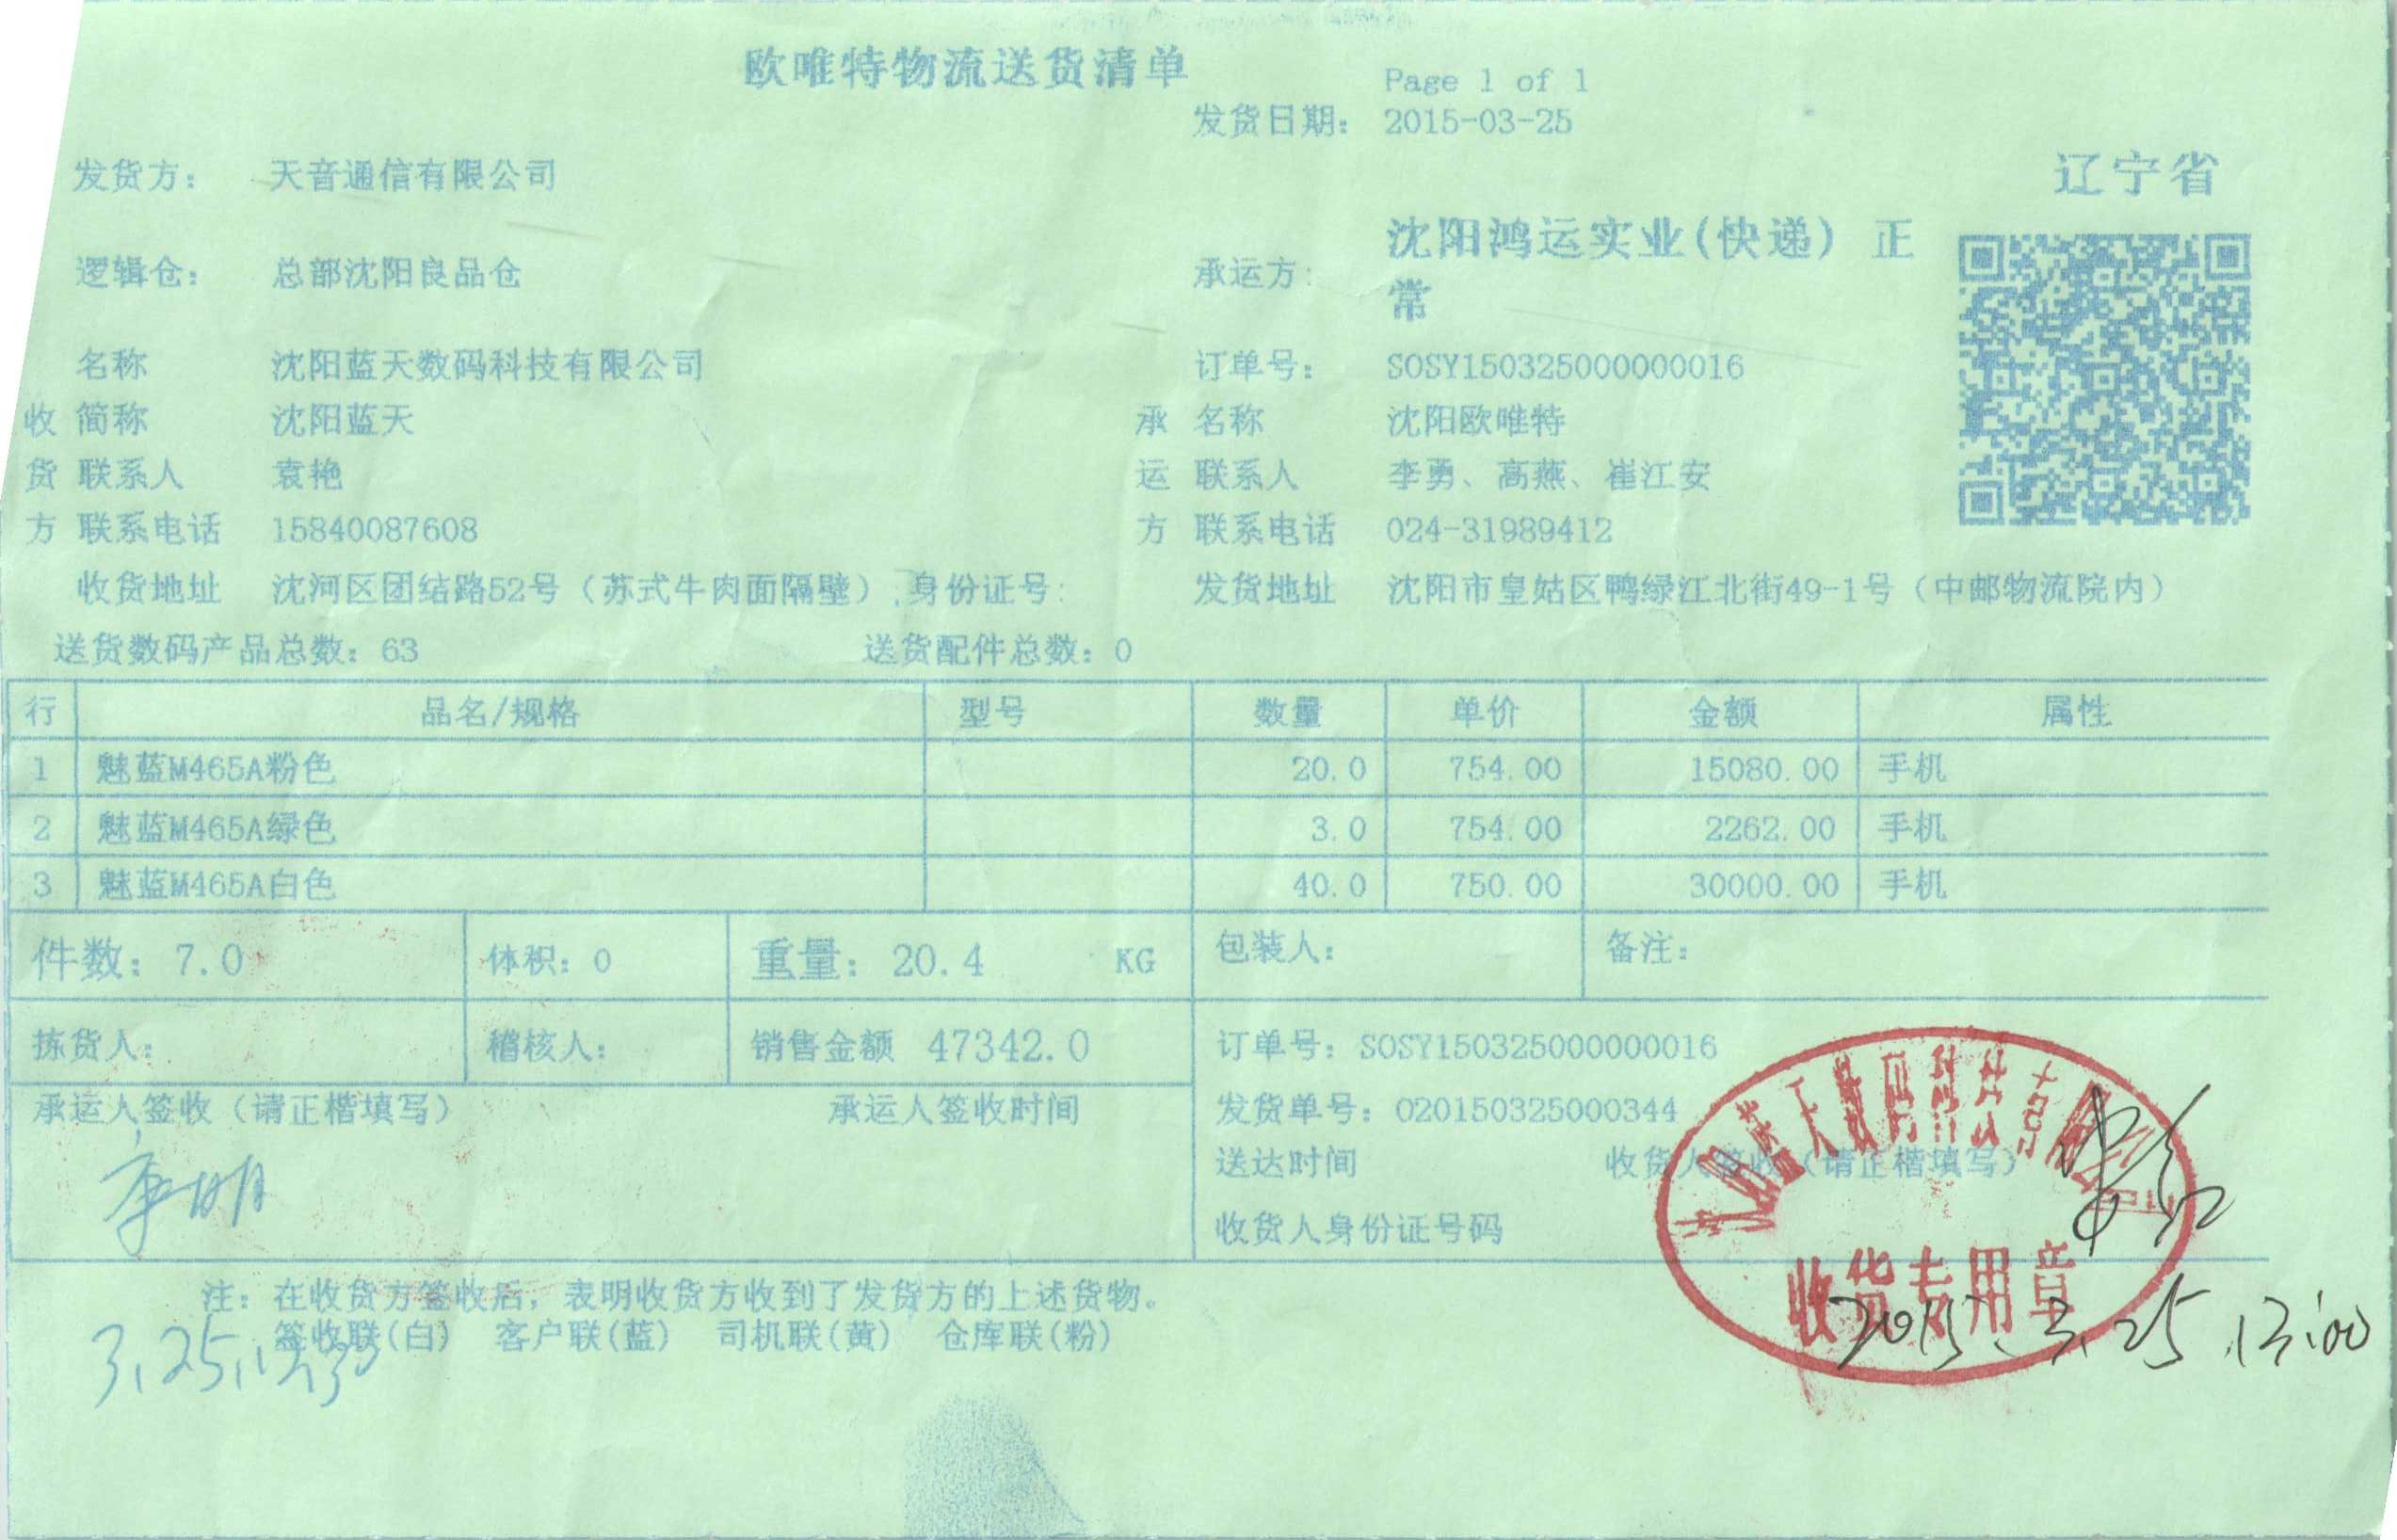 欧唯特物流送货清单
Page 1 of 1
发货日期: 2015-03-25
发货方: 天音通信有限公司
辽宁省
逻辑仓: 总部沈阳良品仓
承运方: 沈阳鸿运实业(快递) 正
常
名称 沈阳蓝天数码科技有限公司 订单号: SOSY150325000000016
收 简称 沈阳蓝天 承 名称 沈阳欧唯特
货 联系人 袁艳 运 联系人 李勇、高燕、崔江安
方 联系电话 15840087608 方 联系电话 024-31989412
收货地址 沈河区团结路52号（苏式牛肉面隔壁）,身份证号: 发货地址 沈阳市皇姑区鸭绿江北街49-1号（中邮物流院内）
送货数码产品总数: 63 送货配件总数: 0
行 品名/规格 型号 数量 单价 金额 属性
1 魅蓝M465A粉色 20.0 754.00 15080.00 手机
2 魅蓝M465A绿色 3.0 754.00 2262.00 手机
3 魅蓝M465A白色 40.0 750.00 30000.00 手机
件数: 7.0 体积: 0 重量: 20.4 KG 包装人: 备注:
拣货人: 稽核人: 销售金额 47342.0 订单号: SOSY150325000000016
承运人签收（请正楷填写） 承运人签收时间 发货单号: O20150325000344
送达时间 收货人签收（请正楷填写）
收货人身份证号码
收货专用章
注: 在收货方签收后, 表明收货方收到了发货方的上述货物。
签收联(白) 客户联(蓝) 司机联(黄) 仓库联(粉)
2015.3.25.13:00